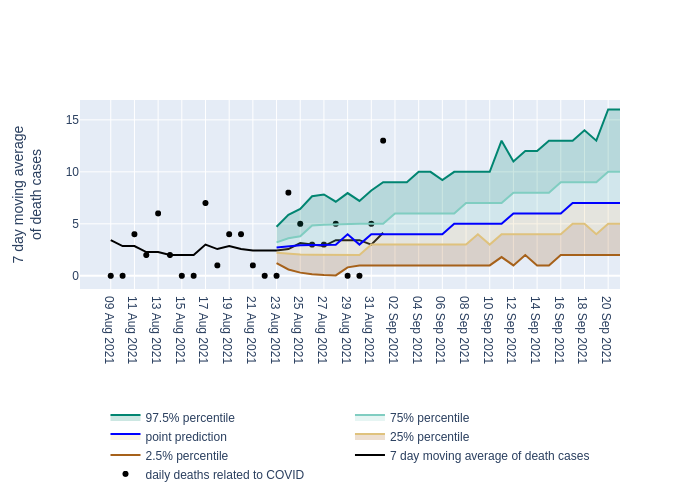 7 day moving average
of death cases
15
10
5
0
09 Aug 2021
11 Aug 2021
13 Aug 2021
15 Aug 2021
17 Aug 2021
19 Aug 2021
21 Aug 2021
23 Aug 2021
25 Aug 2021
27 Aug 2021
29 Aug 2021
31 Aug 2021
02 Sep 2021
04 Sep 2021
06 Sep 2021
08 Sep 2021
10 Sep 2021
12 Sep 2021
14 Sep 2021
16 Sep 2021
18 Sep 2021
20 Sep 2021
97.5% percentile
75% percentile
point prediction
25% percentile
2.5% percentile
7 day moving average of death cases
daily deaths related to COVID